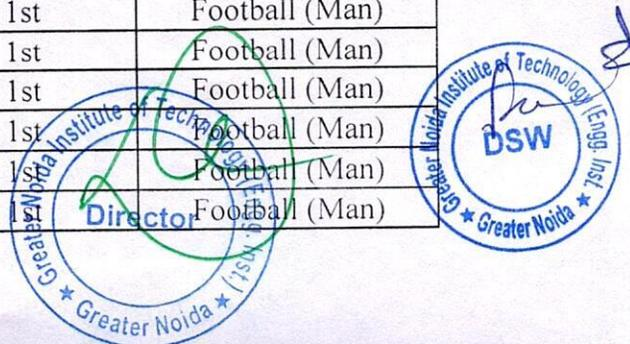 1st Football (Man)
1st Football (Man)
1st Football (Man)
1st Football (Man)
1st Football (Man)
1st Football (Man)
Greater Noida Institute of Technology (Engg. Inst.)
Director
★ Greater Noida ★
Greater Noida Institute of Technology (Engg. Inst.
DSW
★ Greater Noida ★